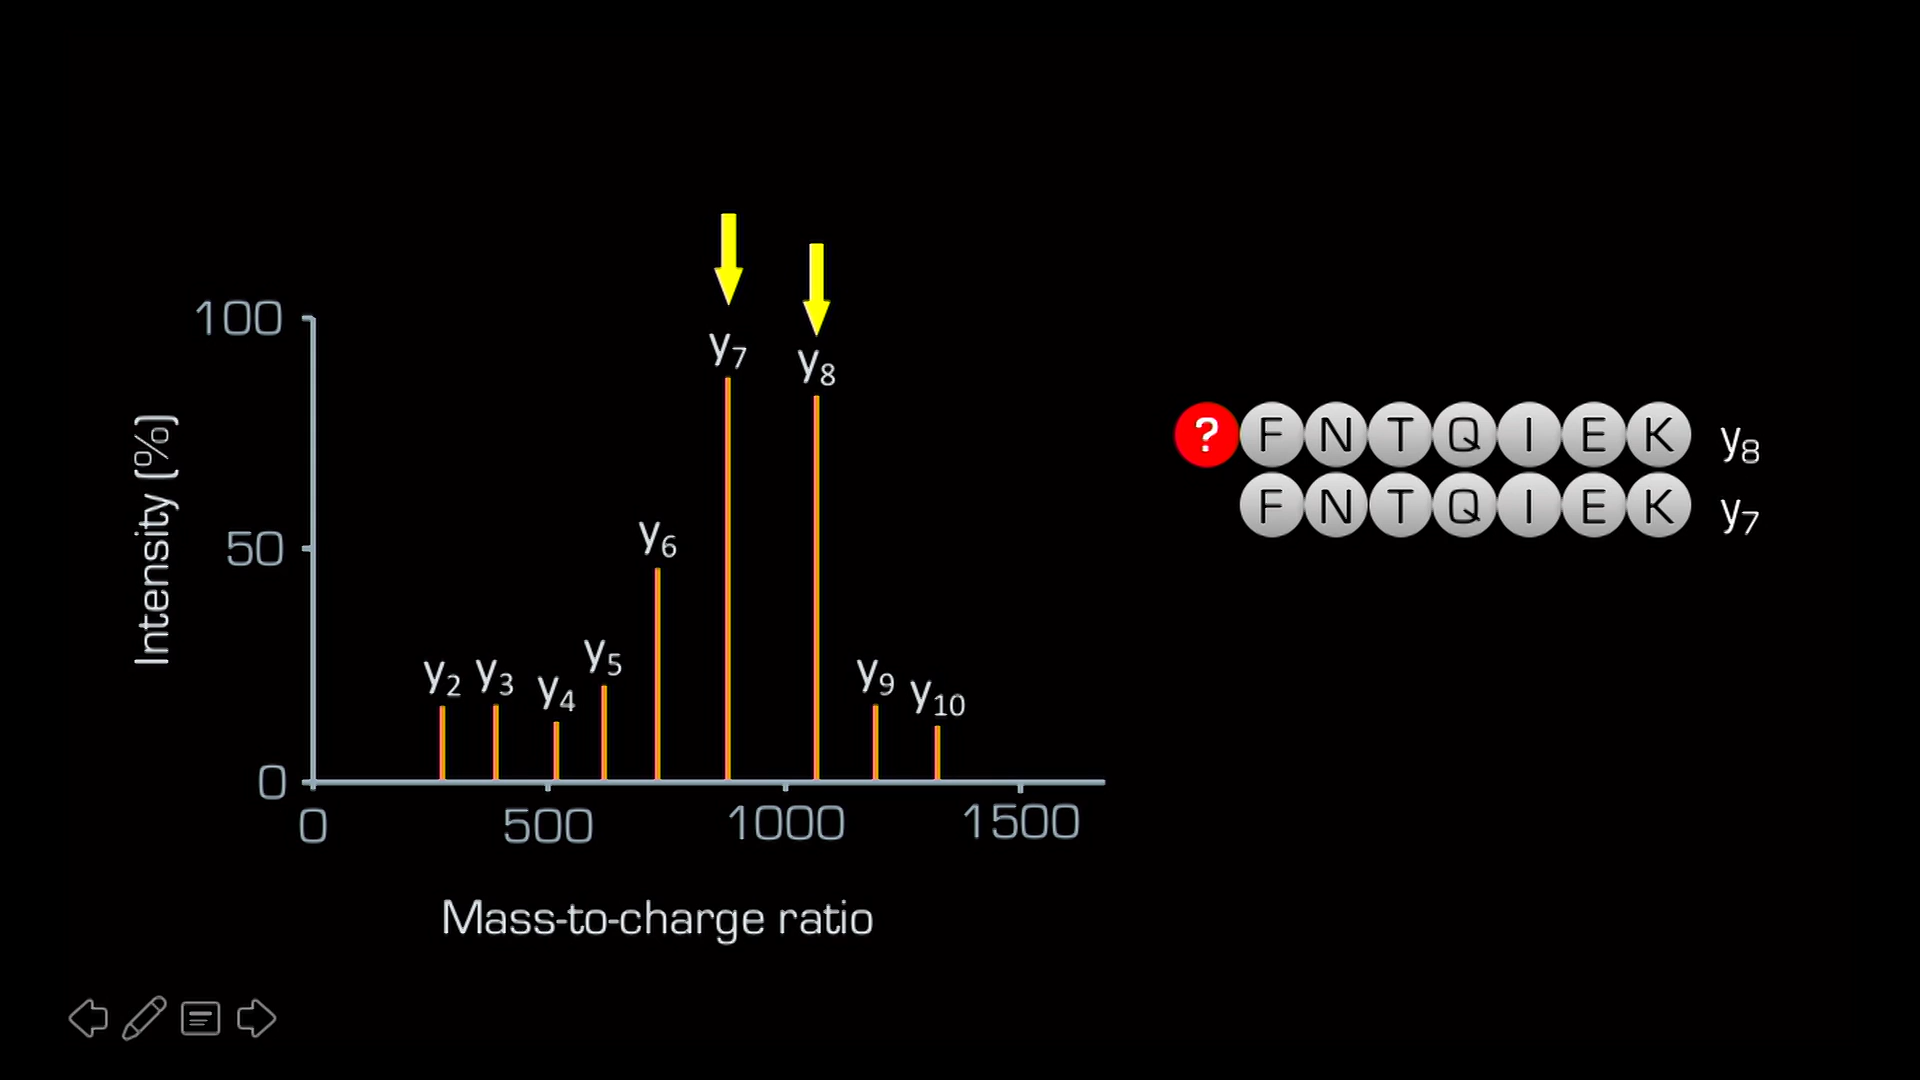 y7
y8
100
y6
50
y5
y2
y3
y4
y9
y10
0
Intensity (%)
0
500
1000
1500
Mass-to-charge ratio
? F N T Q I E K y8
F N T Q I E K y7